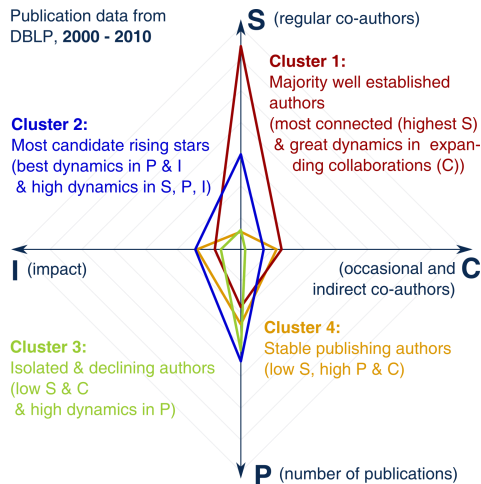 Publication data from
DBLP, 2000 - 2010
S (regular co-authors)
Cluster 1:
Majority well established
authors
(most connected (highest S)
& great dynamics in expan-
ding collaborations (C))
Cluster 2:
Most candidate rising stars
(best dynamics in P & I
& high dynamics in S, P, I)
I (impact)
(occasional and
indirect co-authors)
C
Cluster 3:
Isolated & declining authors
(low S & C
& high dynamics in P)
Cluster 4:
Stable publishing authors
(low S, high P & C)
P (number of publications)